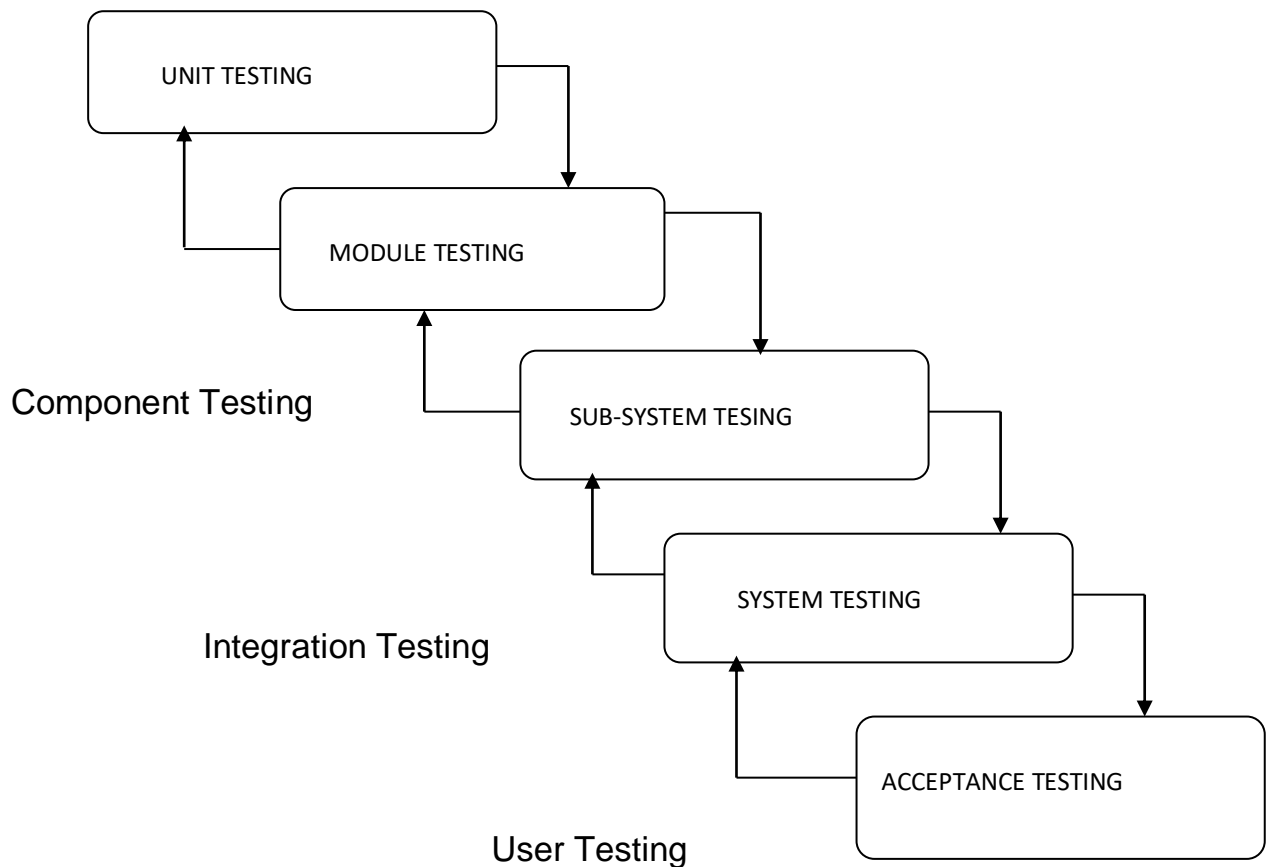 UNIT TESTING
MODULE TESTING
Component Testing
SUB-SYSTEM TESING
SYSTEM TESTING
Integration Testing
ACCEPTANCE TESTING
User Testing